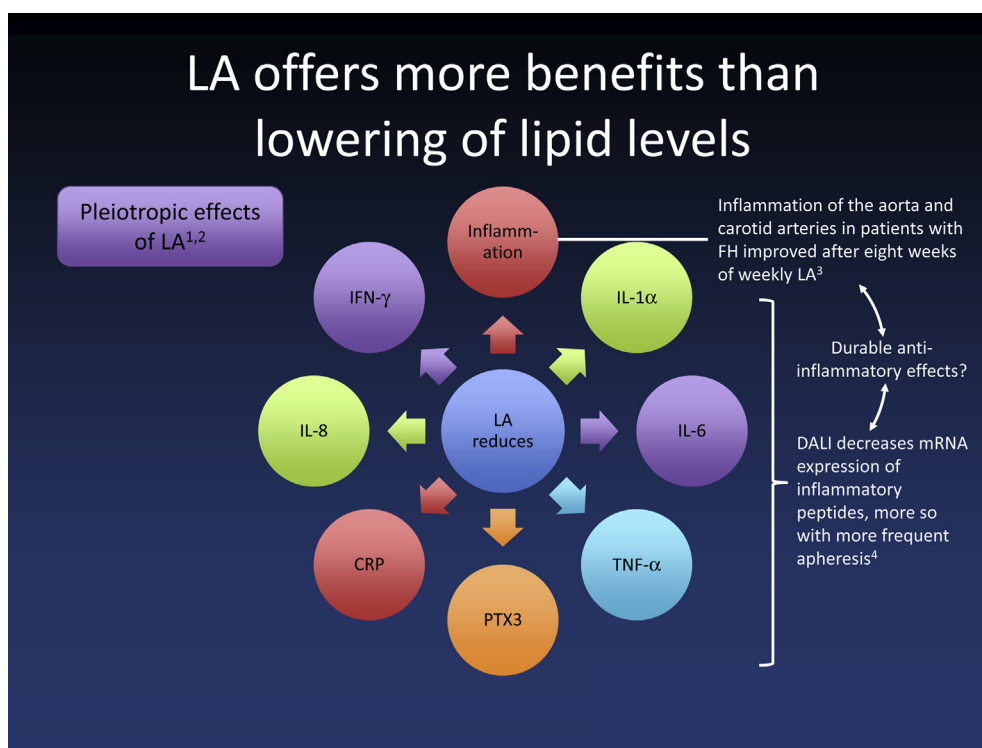 LA offers more benefits than
lowering of lipid levels
Pleiotropic effects
of LA1,2
Inflamm-
ation
IL-1α
IL-6
TNF-α
PTX3
CRP
IL-8
IFN-γ
LA
reduces
Inflammation of the aorta and
carotid arteries in patients with
FH improved after eight weeks
of weekly LA3
Durable anti-
inflammatory effects?
DALI decreases mRNA
expression of
inflammatory
peptides, more so
with more frequent
apheresis4